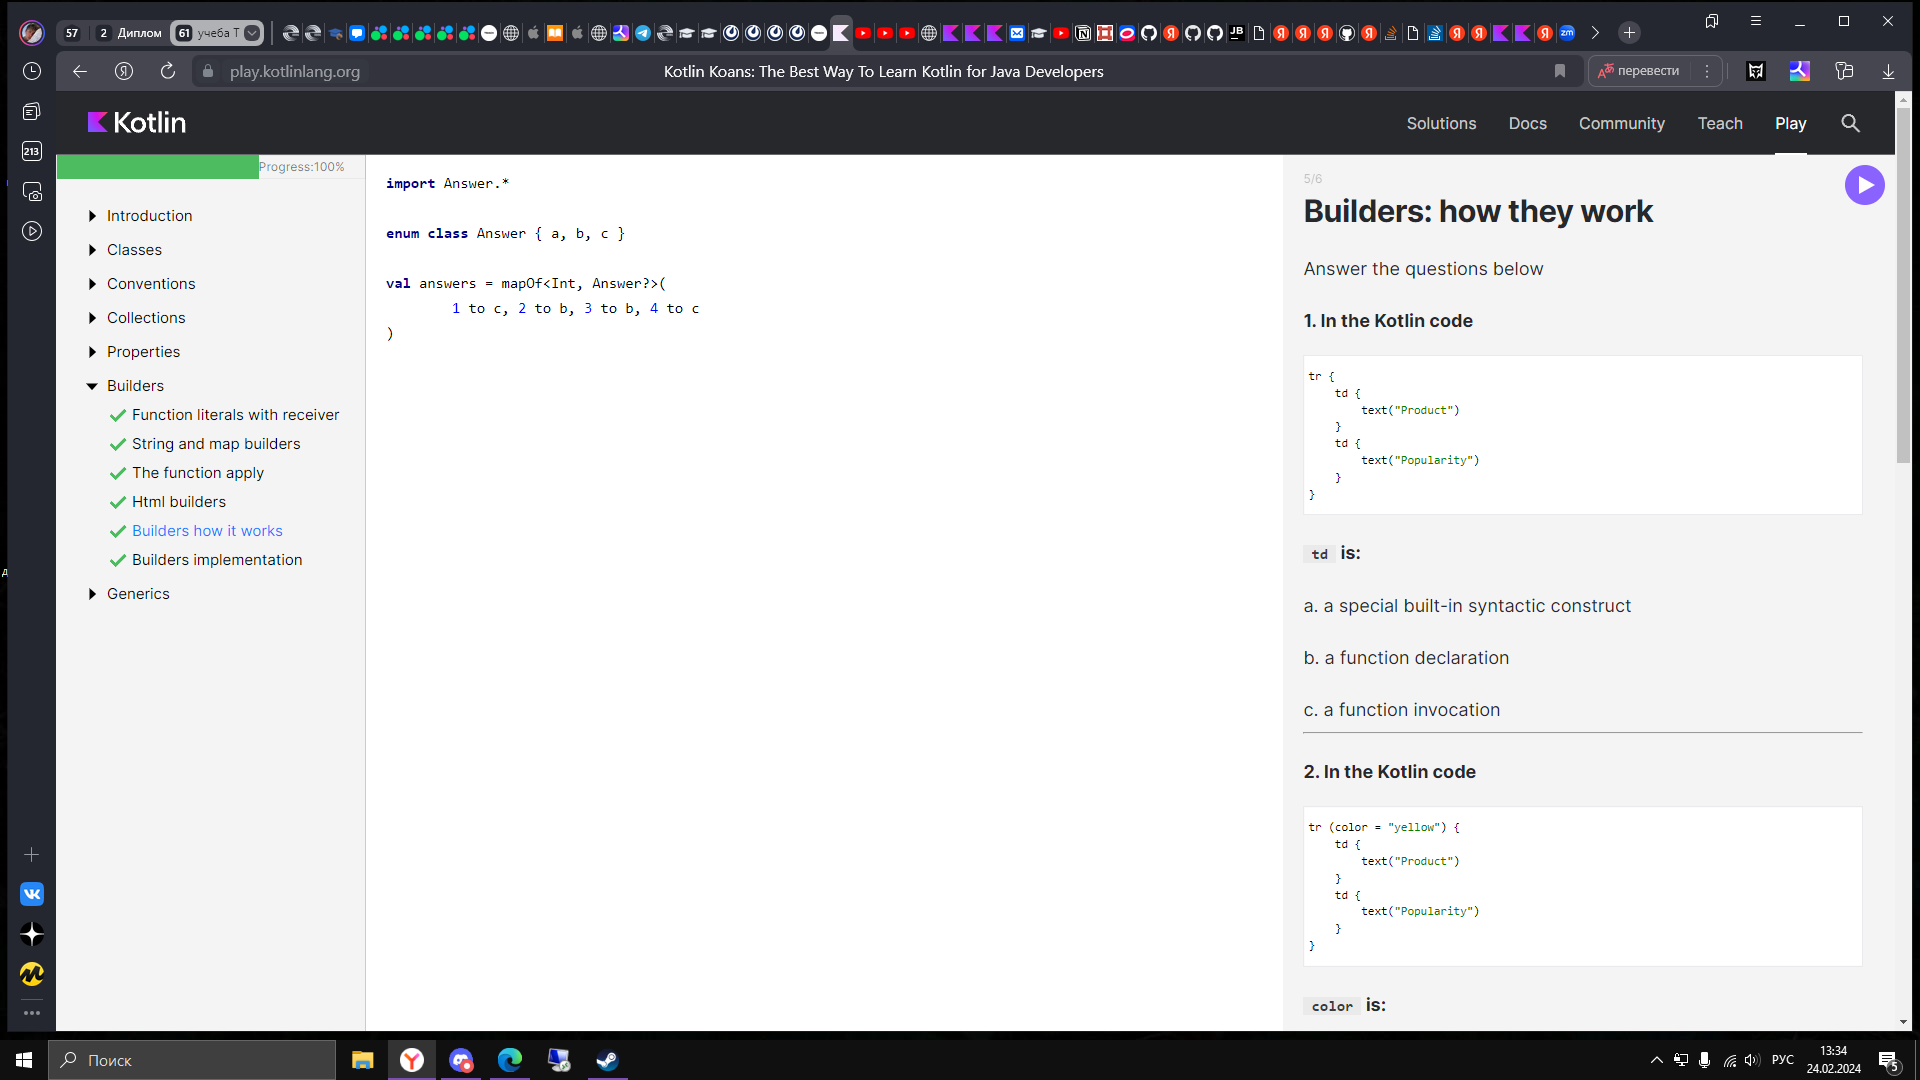 57
2 Диплом
61 учеба Т
play.kotlinlang.org
Kotlin Koans: The Best Way To Learn Kotlin for Java Developers
перевести
213
Kotlin
Solutions
Docs
Community
Teach
Play
Progress:100%
Introduction
Classes
Conventions
Collections
Properties
Builders
Function literals with receiver
String and map builders
The function apply
Html builders
Builders how it works
Builders implementation
Generics
import Answer.*
enum class Answer { a, b, c }
val answers = mapOf<Int, Answer?>(
1 to c, 2 to b, 3 to b, 4 to c
)
5/6
Builders: how they work
Answer the questions below
1. In the Kotlin code
tr {
td {
text("Product")
}
td {
text("Popularity")
}
}
td is:
a. a special built-in syntactic construct
b. a function declaration
c. a function invocation
2. In the Kotlin code
tr (color = "yellow") {
td {
text("Product")
}
td {
text("Popularity")
}
}
color is:
Поиск
РУС
13:34
24.02.2024
5